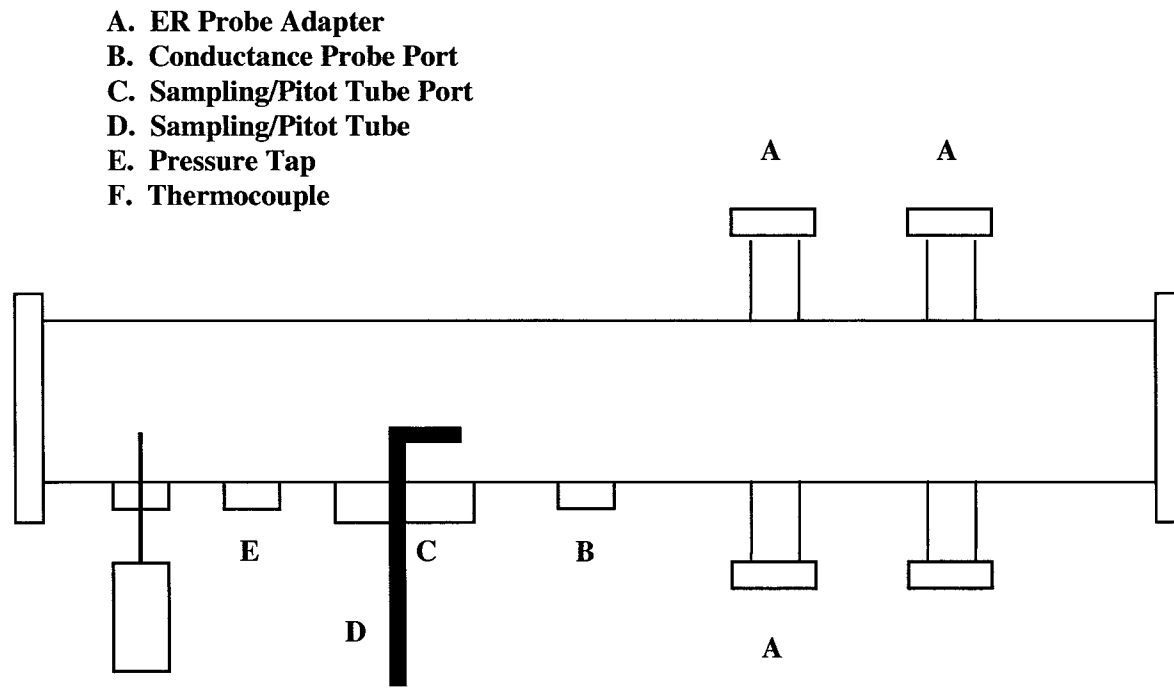 A. ER Probe Adapter
B. Conductance Probe Port
C. Sampling/Pitot Tube Port
D. Sampling/Pitot Tube
E. Pressure Tap
F. Thermocouple
A A
E C B
D
A